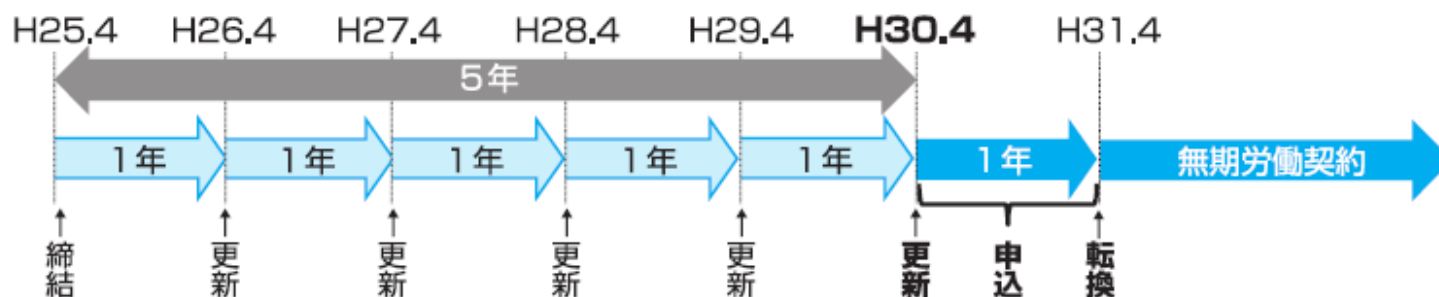 H25.4 H26.4 H27.4 H28.4 H29.4 H30.4 H31.4
5年
1年 1年 1年 1年 1年 1年 無期労働契約
締結 更新 更新 更新 更新 更新 申込 転換